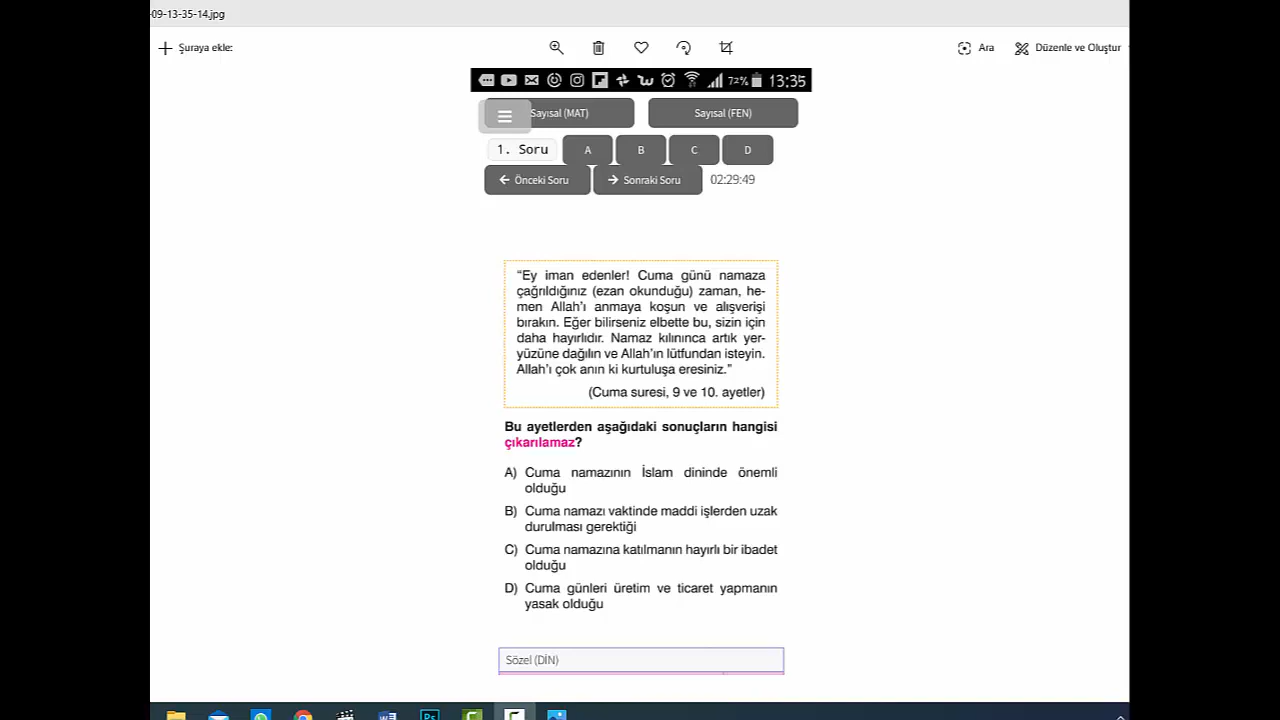 -09-13-35-14.jpg
Şuraya ekle:
Ara
Düzenle ve Oluştur
72%
13:35
Sayısal (MAT)
Sayısal (FEN)
1. Soru
A
B
C
D
← Önceki Soru
→ Sonraki Soru
02:29:49
“Ey iman edenler! Cuma günü namaza
çağrıldığınız (ezan okunduğu) zaman, he-
men Allah’ı anmaya koşun ve alışverişi
bırakın. Eğer bilirseniz elbette bu, sizin için
daha hayırlıdır. Namaz kılınınca artık yer-
yüzüne dağılın ve Allah’ın lütfundan isteyin.
Allah’ı çok anın ki kurtuluşa eresiniz.”
(Cuma suresi, 9 ve 10. ayetler)
Bu ayetlerden aşağıdaki sonuçların hangisi
çıkarılamaz?
A) Cuma namazının İslam dininde önemli
olduğu
B) Cuma namazı vaktinde maddi işlerden uzak
durulması gerektiği
C) Cuma namazına katılmanın hayırlı bir ibadet
olduğu
D) Cuma günleri üretim ve ticaret yapmanın
yasak olduğu
Sözel (DİN)
Ps